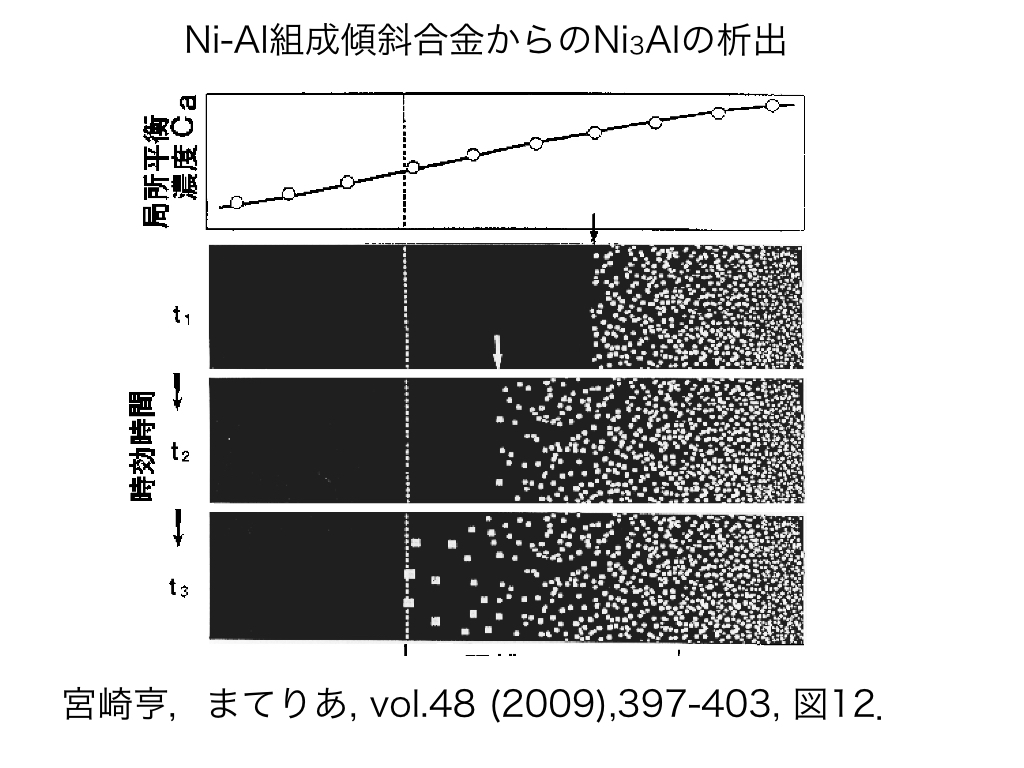 Ni-Al組成傾斜合金からのNi₃Alの析出
局所平衡
濃度Ca
t₁
時効時間
t₂
t₃
宮崎亨, まてりあ, vol.48 (2009),397-403, 図12.